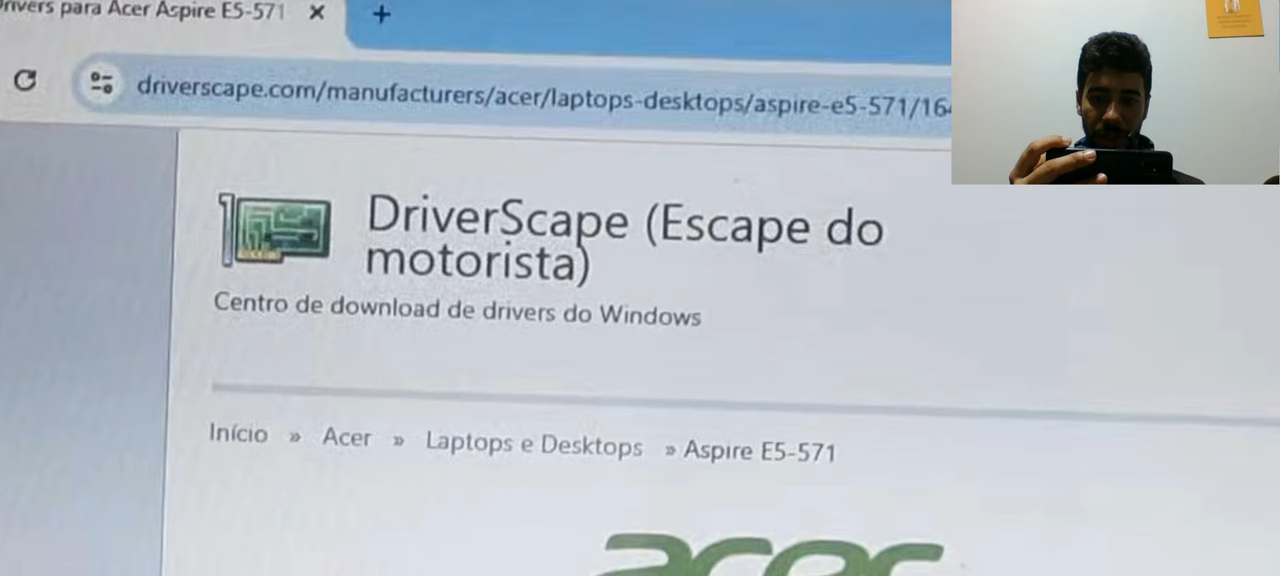 rivers para Acer Aspire E5-571
driverscape.com/manufacturers/acer/laptops-desktops/aspire-e5-571/16
DriverScape (Escape do
motorista)
Centro de download de drivers do Windows
Início » Acer » Laptops e Desktops » Aspire E5-571
acer